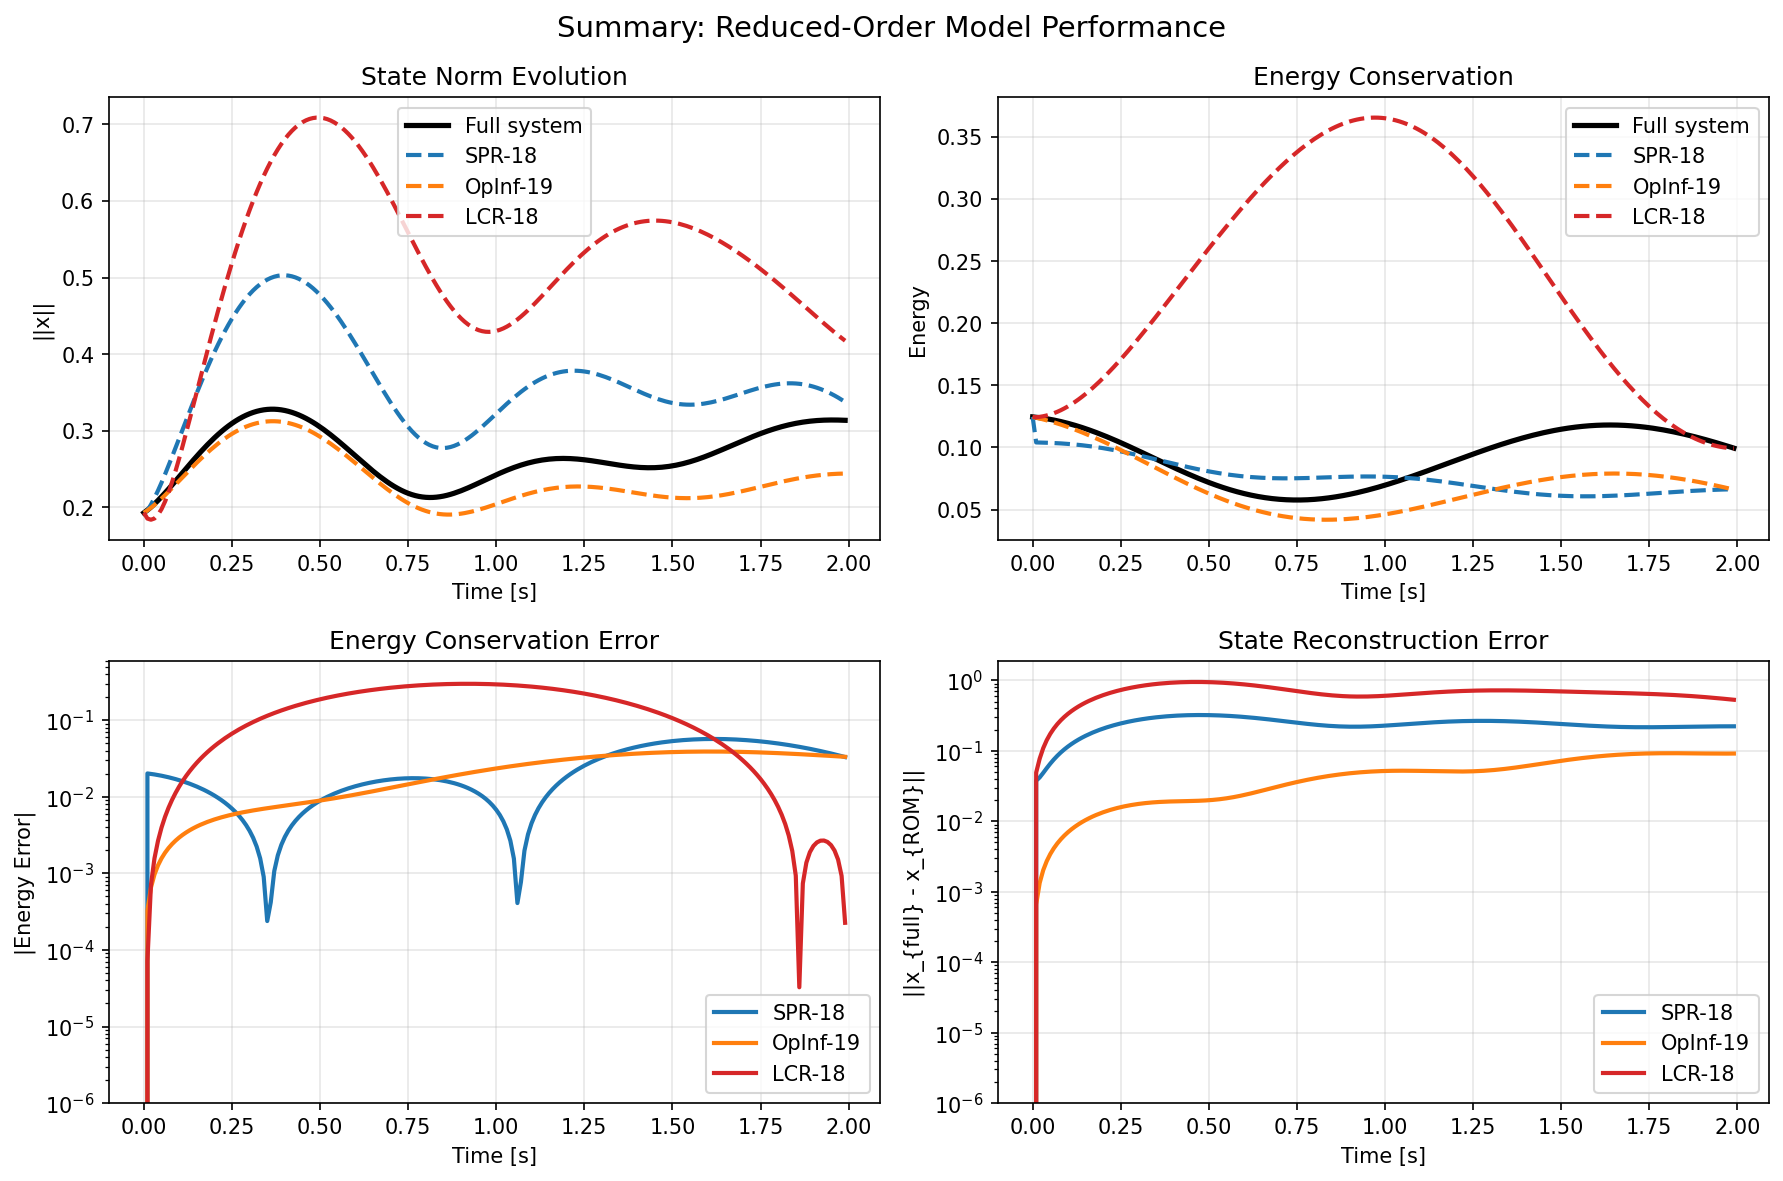 Summary: Reduced-Order Model Performance
State Norm Evolution
||x||
0.7
0.6
0.5
0.4
0.3
0.2
Full system
SPR-18
OpInf-19
LCR-18
0.00 0.25 0.50 0.75 1.00 1.25 1.50 1.75 2.00
Time [s]
Energy Conservation
Energy
0.35
0.30
0.25
0.20
0.15
0.10
0.05
Full system
SPR-18
OpInf-19
LCR-18
0.00 0.25 0.50 0.75 1.00 1.25 1.50 1.75 2.00
Time [s]
Energy Conservation Error
|Energy Error|
10⁻¹
10⁻²
10⁻³
10⁻⁴
10⁻⁵
10⁻⁶
SPR-18
OpInf-19
LCR-18
0.00 0.25 0.50 0.75 1.00 1.25 1.50 1.75 2.00
Time [s]
State Reconstruction Error
||x_{full} - x_{ROM}||
10⁰
10⁻¹
10⁻²
10⁻³
10⁻⁴
10⁻⁵
10⁻⁶
SPR-18
OpInf-19
LCR-18
0.00 0.25 0.50 0.75 1.00 1.25 1.50 1.75 2.00
Time [s]